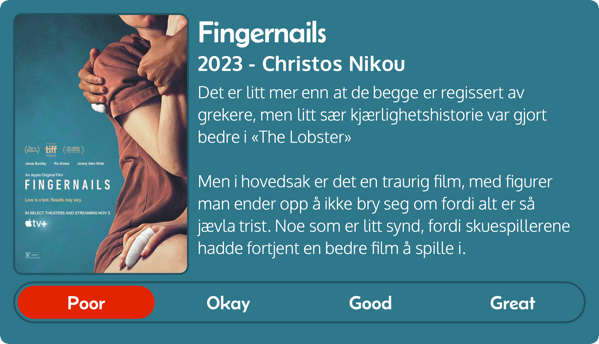 Fingernails
2023 - Christos Nikou
Det er litt mer enn at de begge er regissert av
grekere, men litt sær kjærlighetshistorie var gjort
bedre i «The Lobster»
Men i hovedsak er det en traurig film, med figurer
man ender opp å ikke bry seg om fordi alt er så
jævla trist. Noe som er litt synd, fordi skuespillerene
hadde fortjent en bedre film å spille i.
tiff
Jessie Buckley Riz Ahmed Jeremy Allen White
An Apple Original Film
FINGERNAILS
Love is a test. Results may vary.
IN SELECT THEATERS AND STREAMING NOV 3
tv+
Poor Okay Good Great